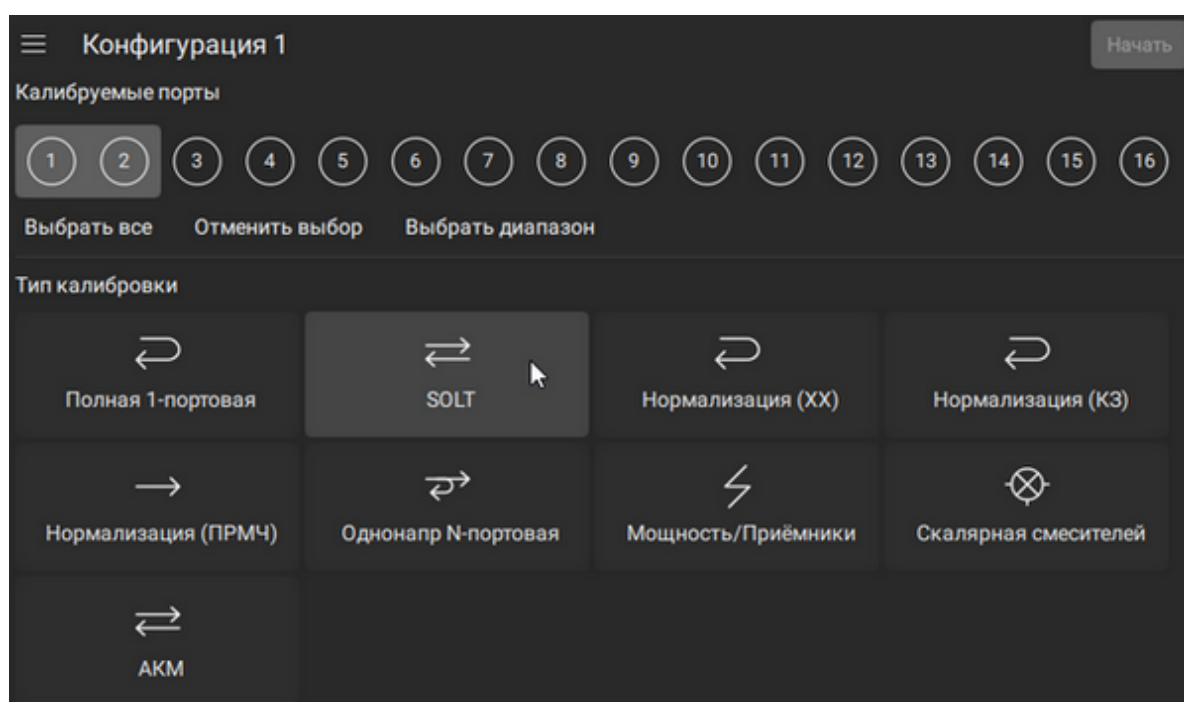 Конфигурация 1 Начать
Калибруемые порты
1 2 3 4 5 6 7 8 9 10 11 12 13 14 15 16
Выбрать все Отменить выбор Выбрать диапазон
Тип калибровки
Полная 1-портовая SOLT Нормализация (ХХ) Нормализация (КЗ)
Нормализация (ПРМЧ) Однонапр N-портовая Мощность/Приёмники Скалярная смесителей
АКМ